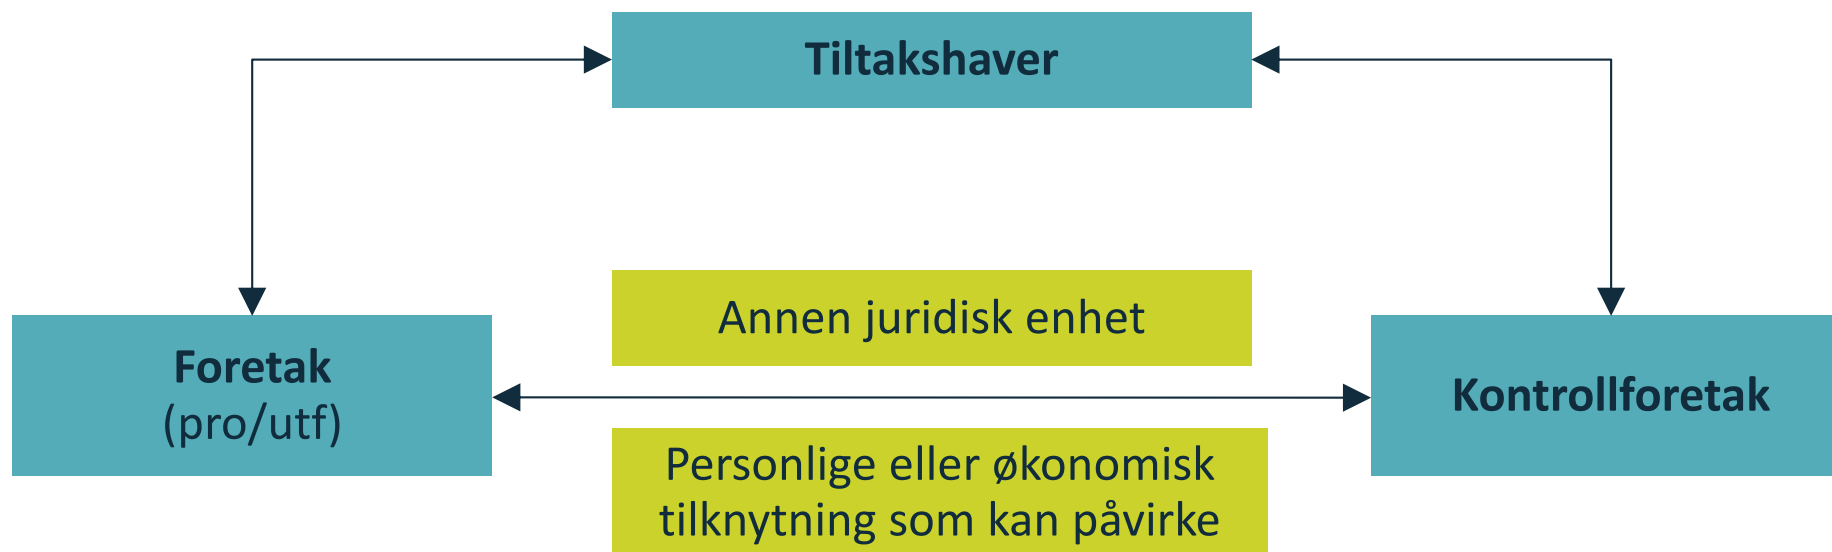 Tiltakshaver
Annen juridisk enhet
Foretak
(pro/utf)
Kontrollforetak
Personlige eller økonomisk
tilknytning som kan påvirke